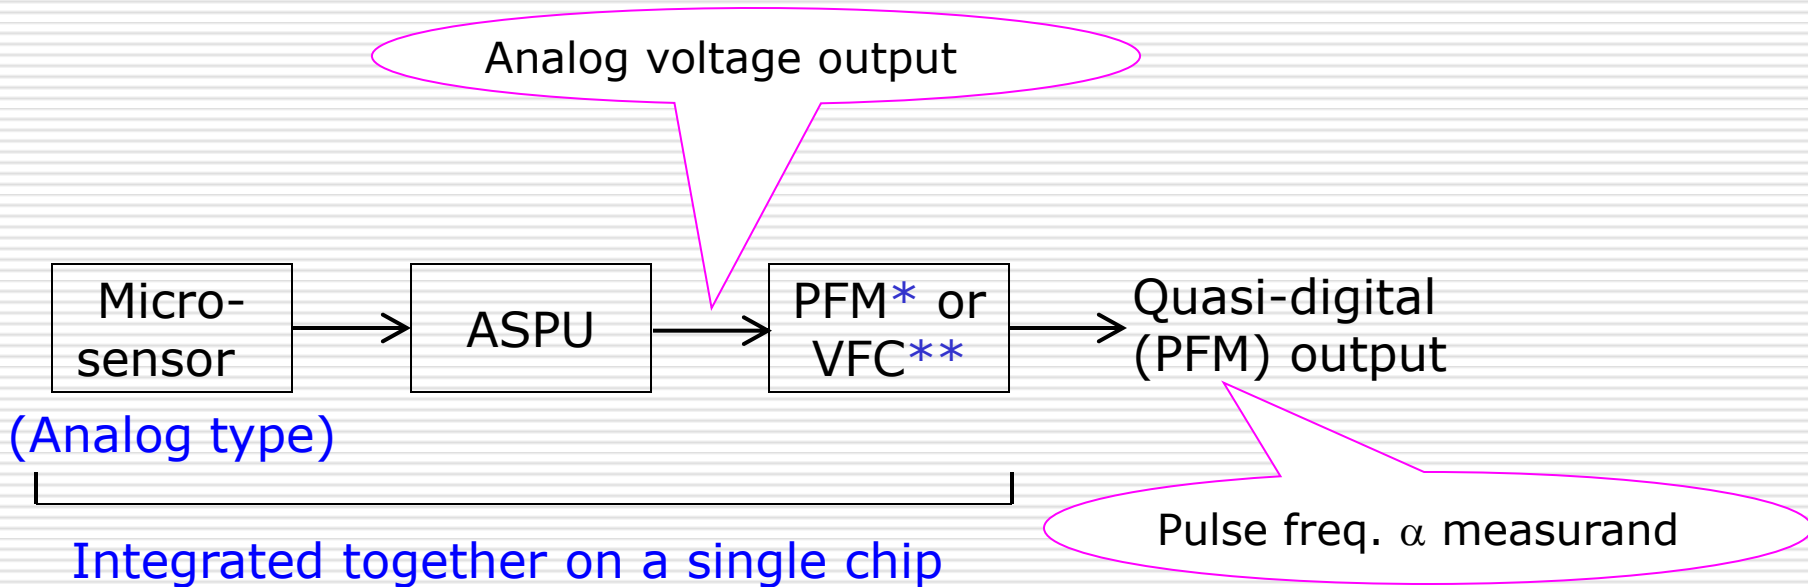 Analog voltage output
Micro-
sensor
ASPU
PFM* or
VFC**
Quasi-digital
(PFM) output
(Analog type)
Pulse freq. α measurand
Integrated together on a single chip